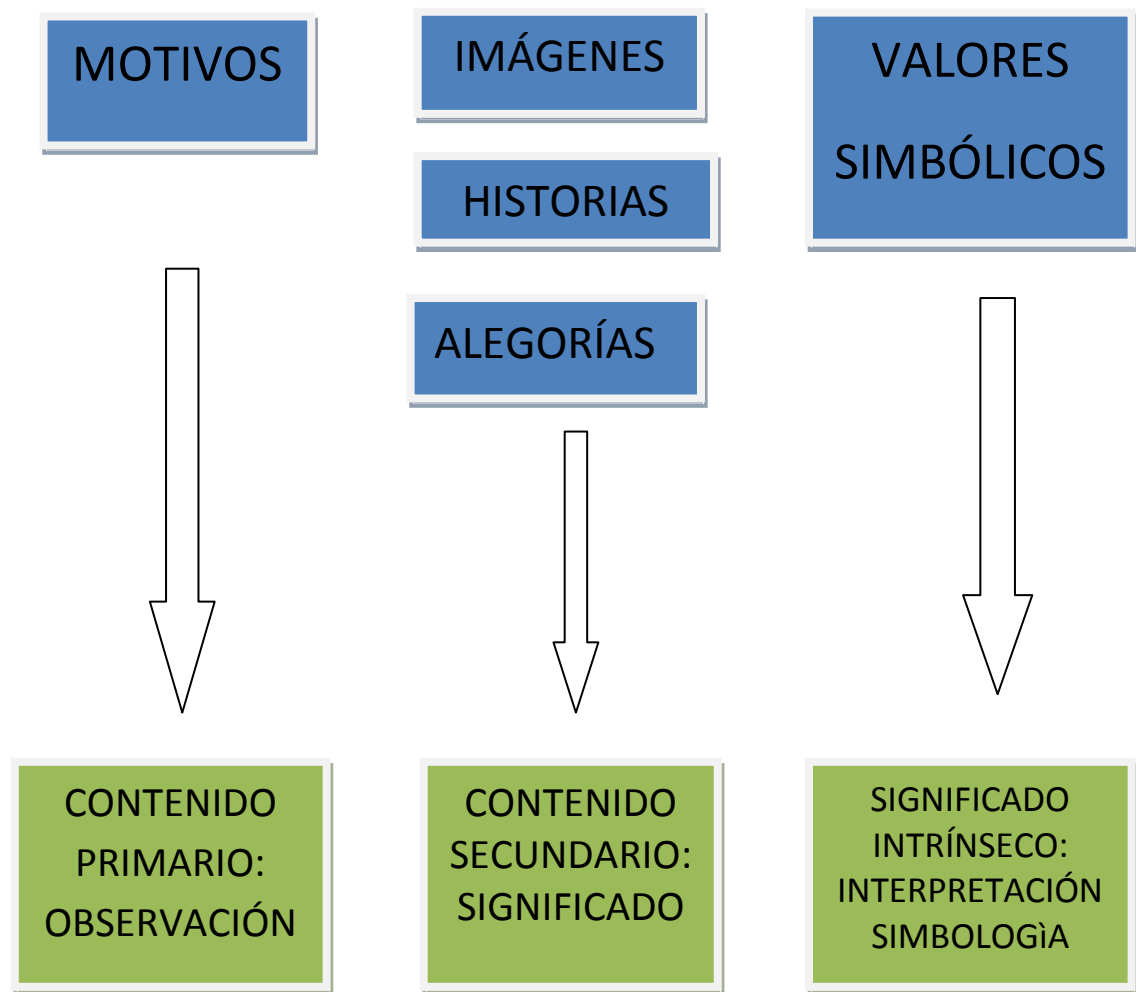 MOTIVOS
IMÁGENES
HISTORIAS
ALEGORÍAS
VALORES
SIMBÓLICOS
CONTENIDO
PRIMARIO:
OBSERVACIÓN
CONTENIDO
SECUNDARIO:
SIGNIFICADO
SIGNIFICADO
INTRÍNSECO:
INTERPRETACIÓN
SIMBOLOGìA